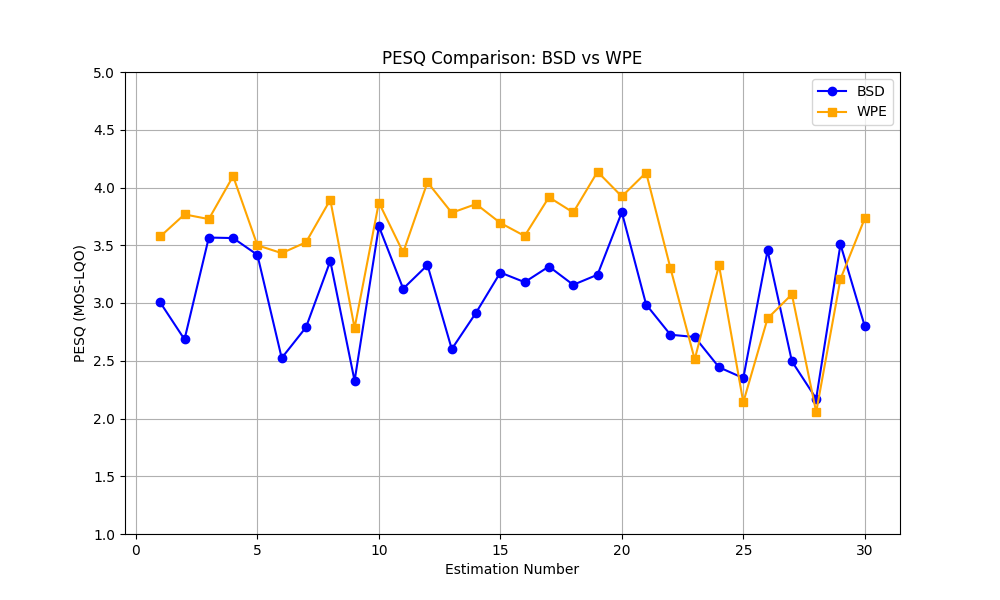 PESQ Comparison: BSD vs WPE
BSD
WPE
PESQ (MOS-LQO)
5.0
4.5
4.0
3.5
3.0
2.5
2.0
1.5
1.0
0 5 10 15 20 25 30
Estimation Number